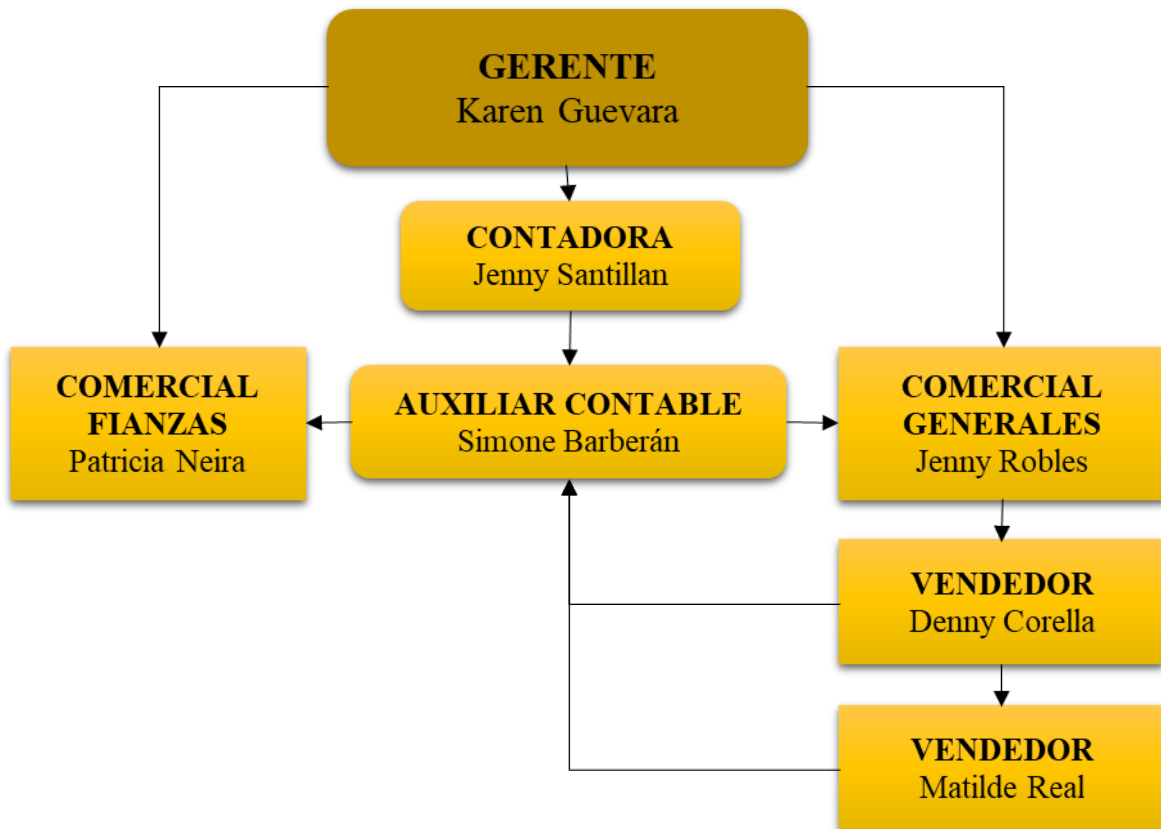 GERENTE
Karen Guevara
CONTADORA
Jenny Santillan
COMERCIAL
FIANZAS
Patricia Neira
AUXILIAR CONTABLE
Simone Barberán
COMERCIAL
GENERALES
Jenny Robles
VENDEDOR
Denny Corella
VENDEDOR
Matilde Real